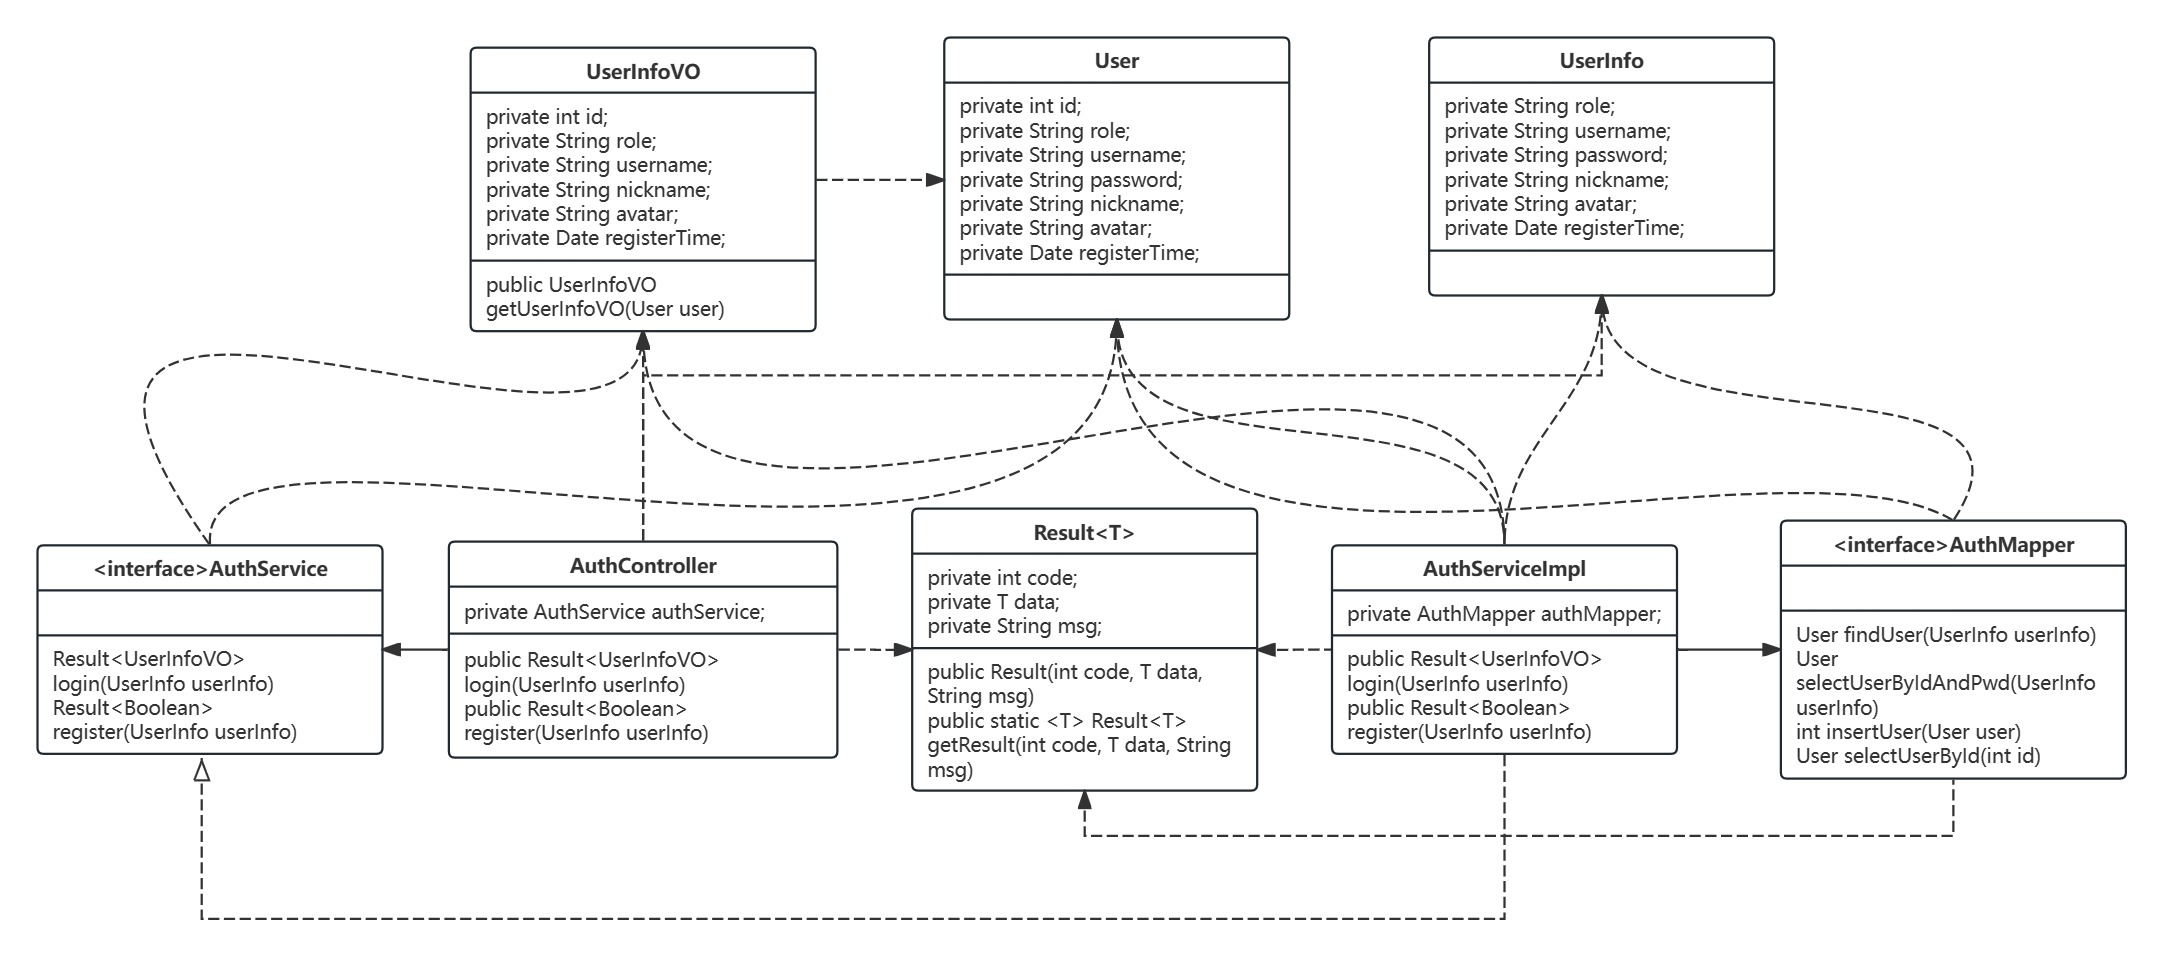 UserInfoVO
private int id;
private String role;
private String username;
private String nickname;
private String avatar;
private Date registerTime;
public UserInfoVO
getUserInfoVO(User user)
User
private int id;
private String role;
private String username;
private String password;
private String nickname;
private String avatar;
private Date registerTime;
UserInfo
private String role;
private String username;
private String password;
private String nickname;
private String avatar;
private Date registerTime;
<interface>AuthService
Result<UserInfoVO>
login(UserInfo userInfo)
Result<Boolean>
register(UserInfo userInfo)
AuthController
private AuthService authService;
public Result<UserInfoVO>
login(UserInfo userInfo)
public Result<Boolean>
register(UserInfo userInfo)
Result<T>
private int code;
private T data;
private String msg;
public Result(int code, T data,
String msg)
public static <T> Result<T>
getResult(int code, T data, String
msg)
AuthServiceImpl
private AuthMapper authMapper;
public Result<UserInfoVO>
login(UserInfo userInfo)
public Result<Boolean>
register(UserInfo userInfo)
<interface>AuthMapper
User findUser(UserInfo userInfo)
User
selectUserByIdAndPwd(UserInfo
userInfo)
int insertUser(User user)
User selectUserById(int id)